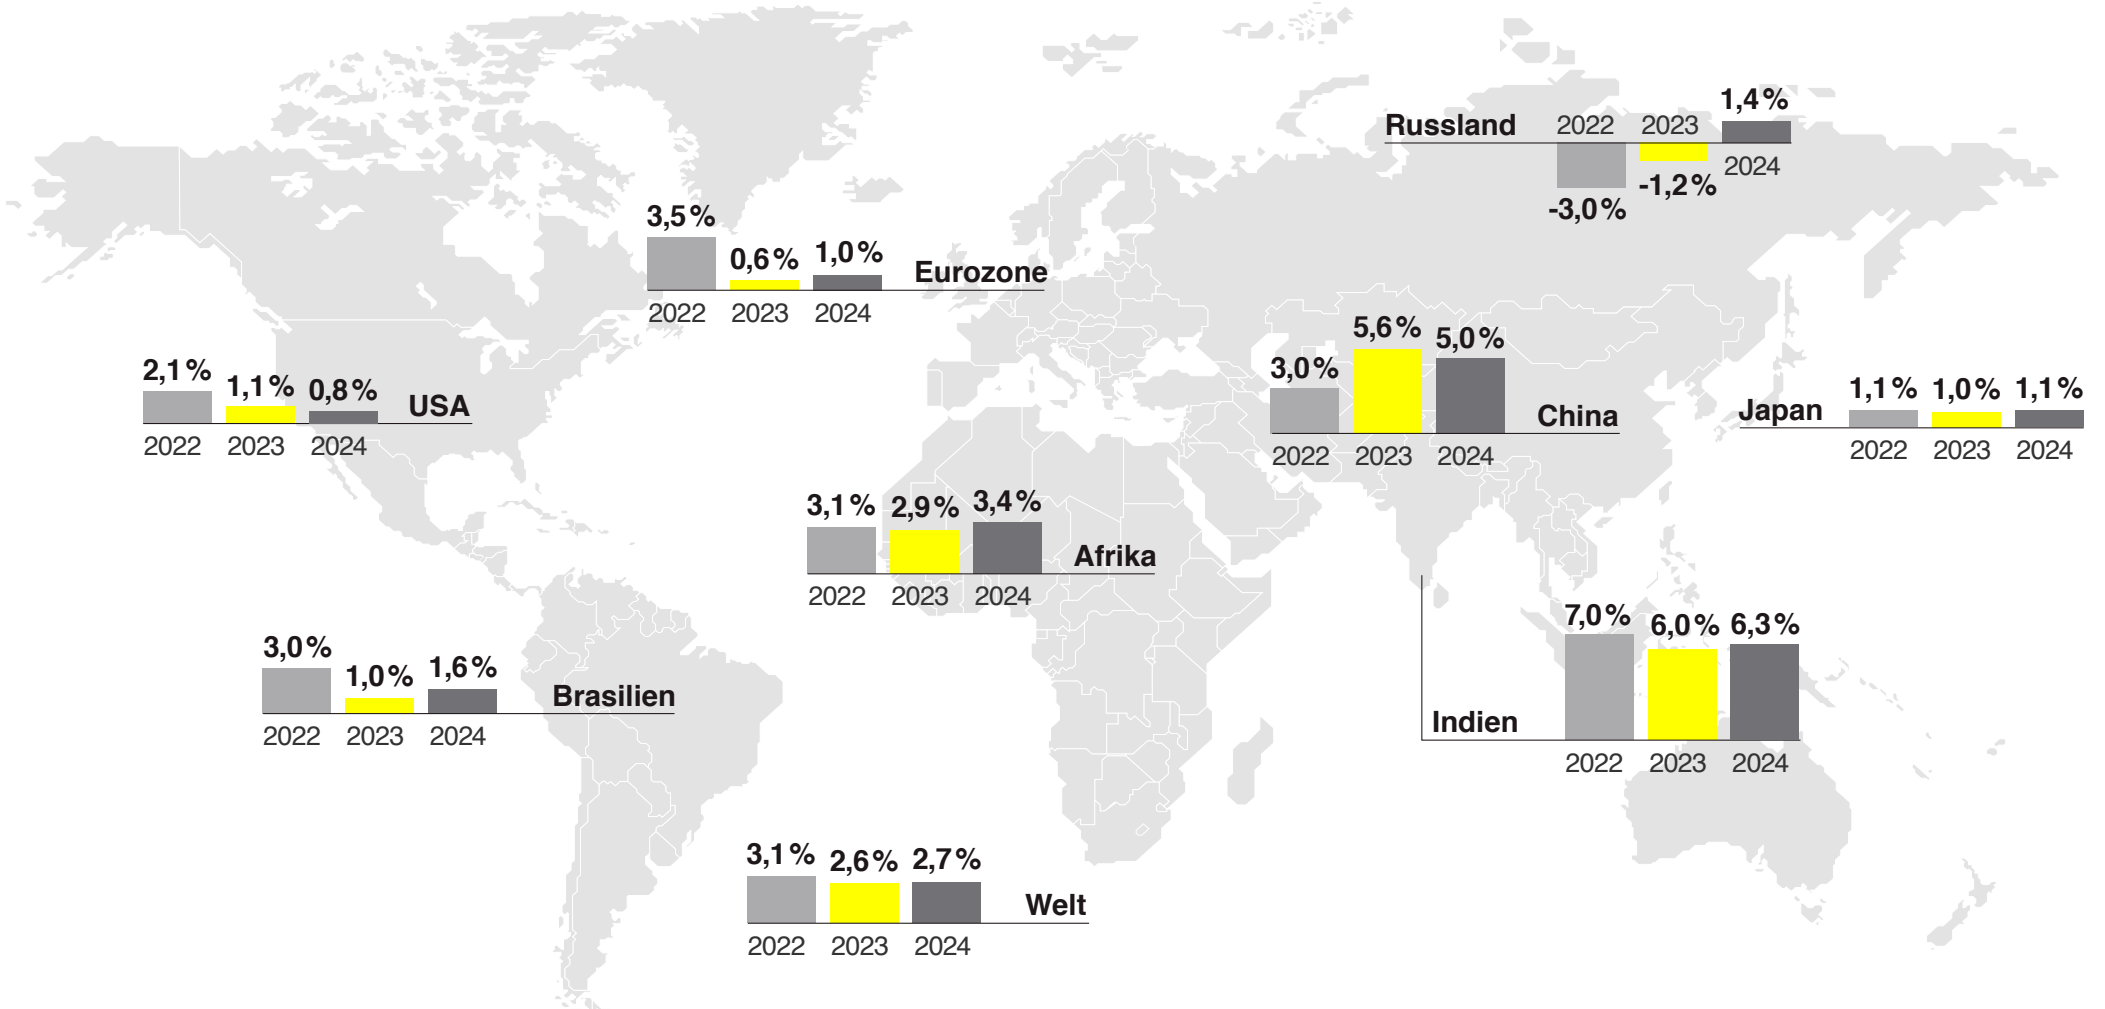 Russland
2022 2023
1,4 %
2024
-1,2 %
-3,0 %
3,5 %
0,6 % 1,0 %
Eurozone
2022 2023 2024
2,1 %
1,1 % 0,8 %
USA
2022 2023 2024
3,0 %
5,6 % 5,0 %
China
2022 2023 2024
Japan
1,1 % 1,0 % 1,1 %
2022 2023 2024
3,1 % 2,9 % 3,4 %
Afrika
2022 2023 2024
3,0 %
1,0 % 1,6 %
Brasilien
2022 2023 2024
7,0 % 6,0 % 6,3 %
Indien
2022 2023 2024
3,1 % 2,6 % 2,7 %
Welt
2022 2023 2024